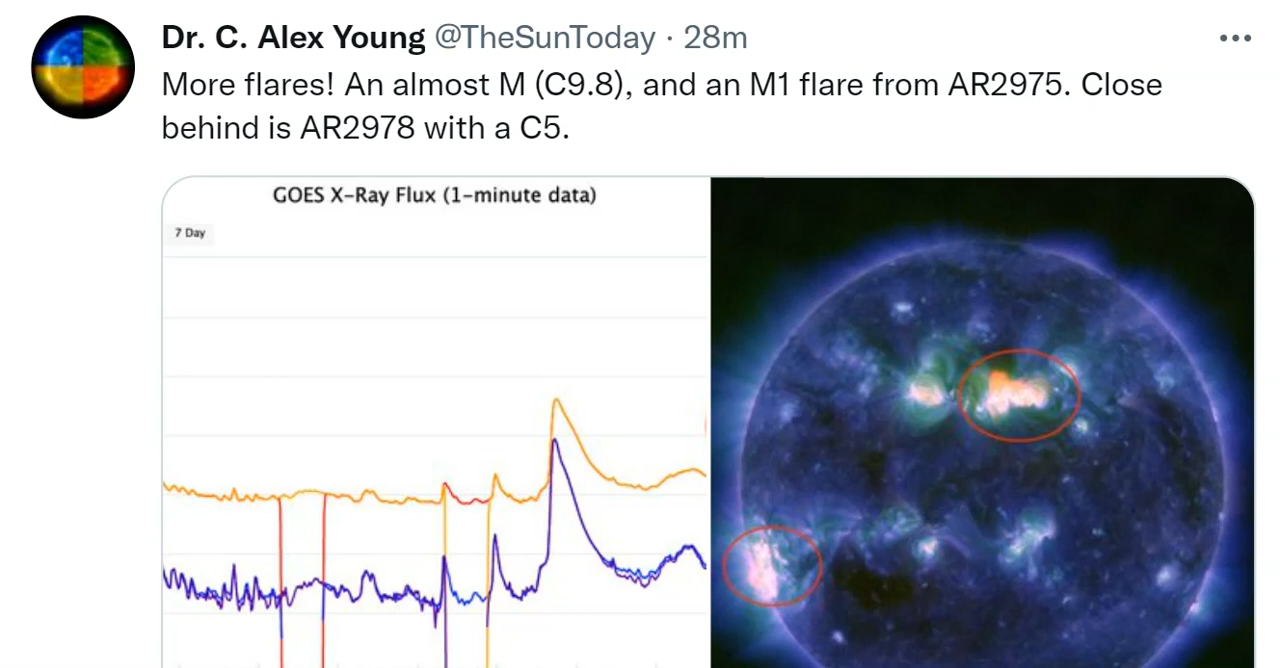 Dr. C. Alex Young @TheSunToday · 28m
More flares! An almost M (C9.8), and an M1 flare from AR2975. Close
behind is AR2978 with a C5.
GOES X-Ray Flux (1-minute data)
7 Day